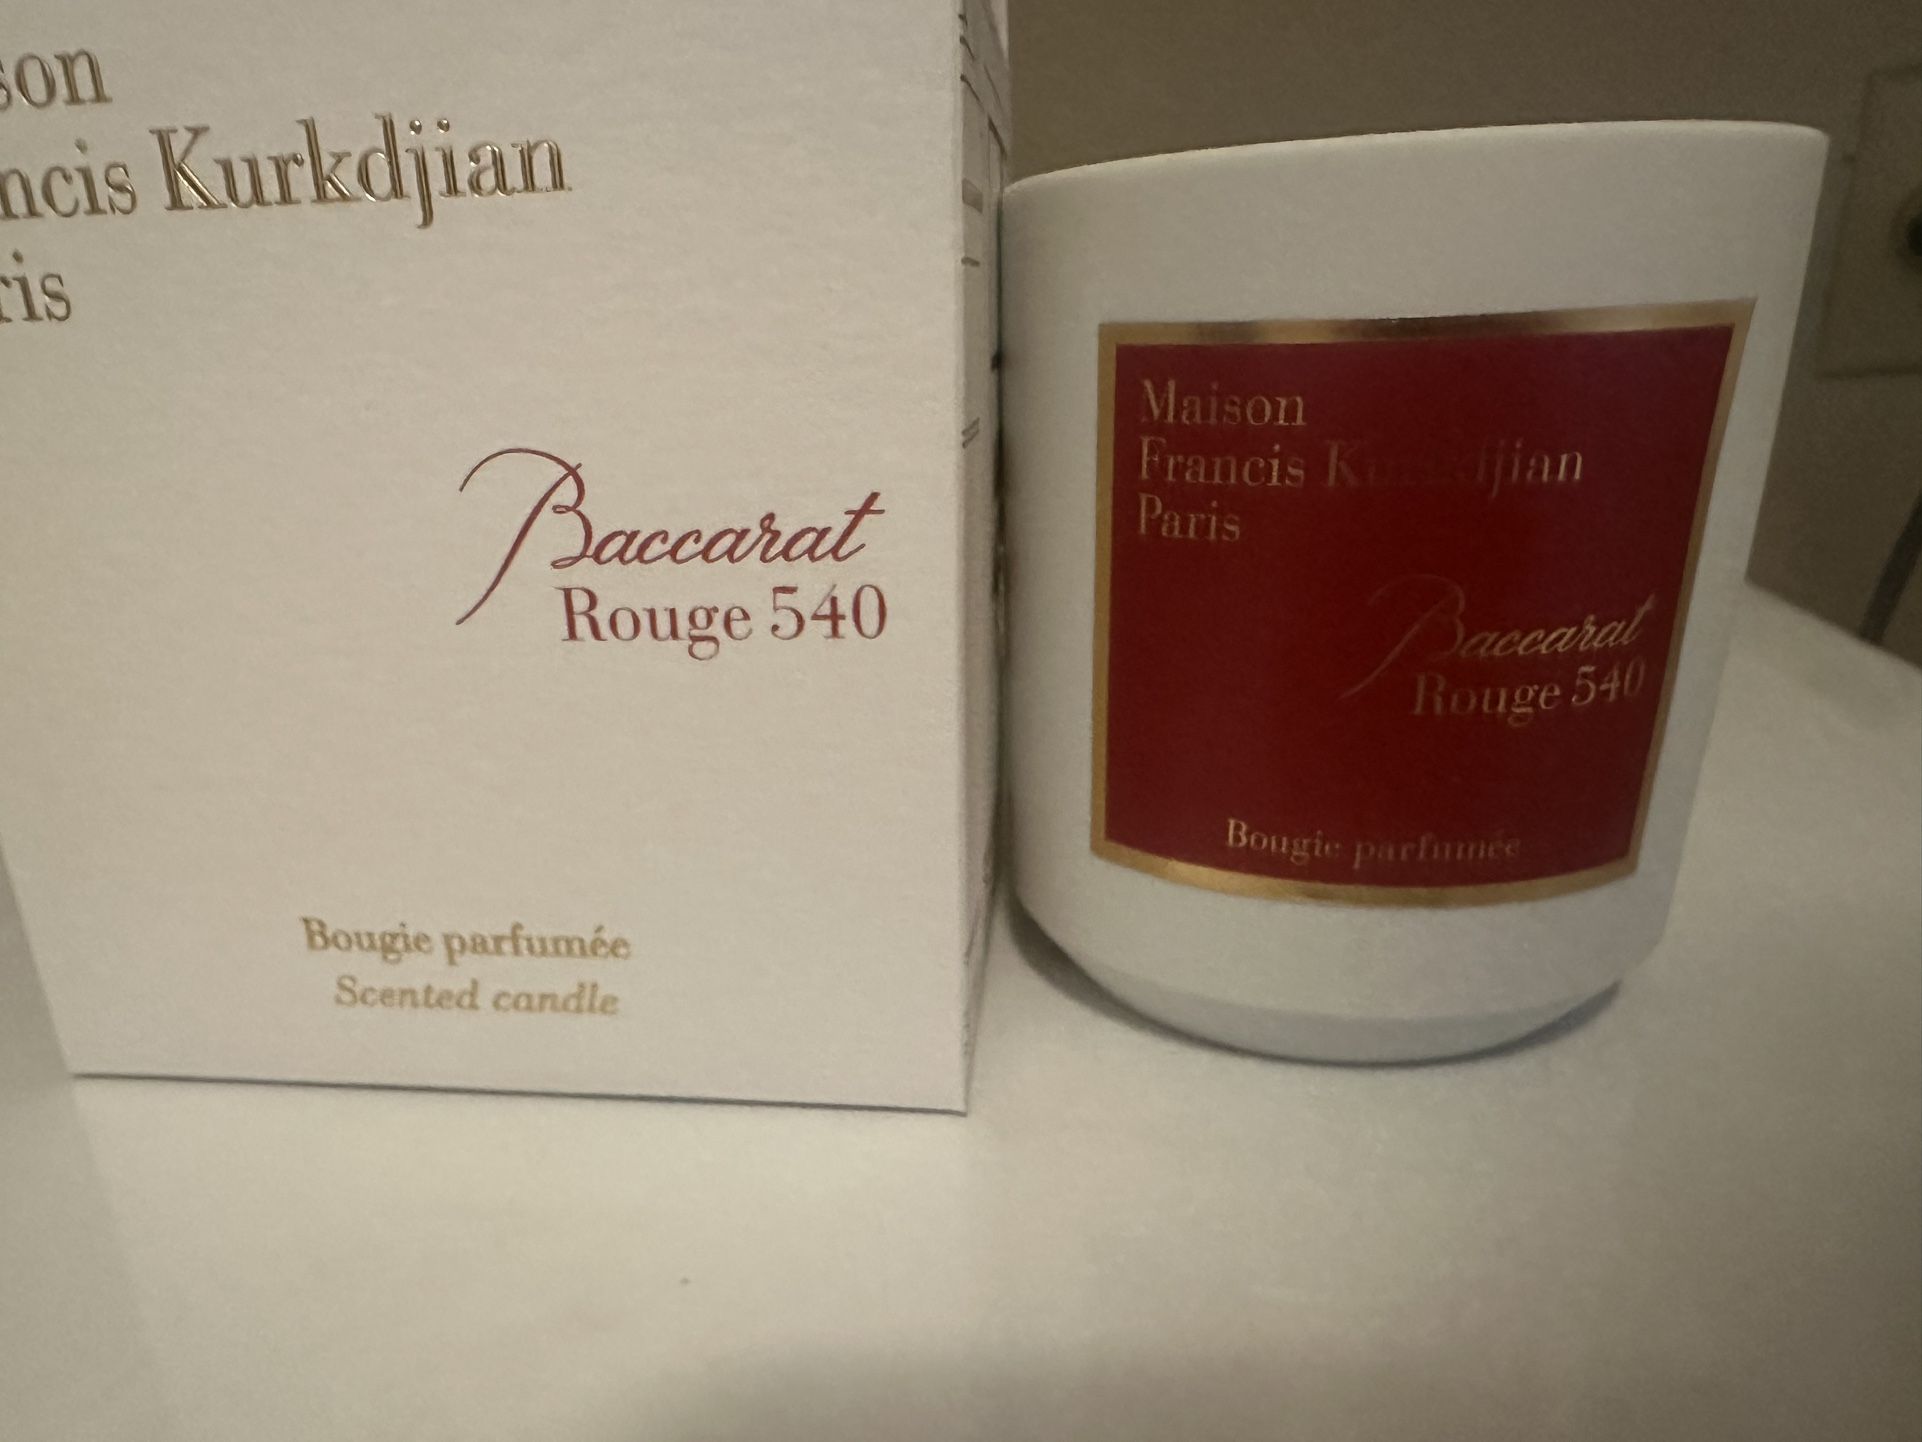 son
ncis Kurkdjian
ris
Baccarat
Rouge 540
Bougie parfumée
Scented candle
Maison
Francis Kurkdjian
Paris
Baccarat
Rouge 540
Bougie parfumée